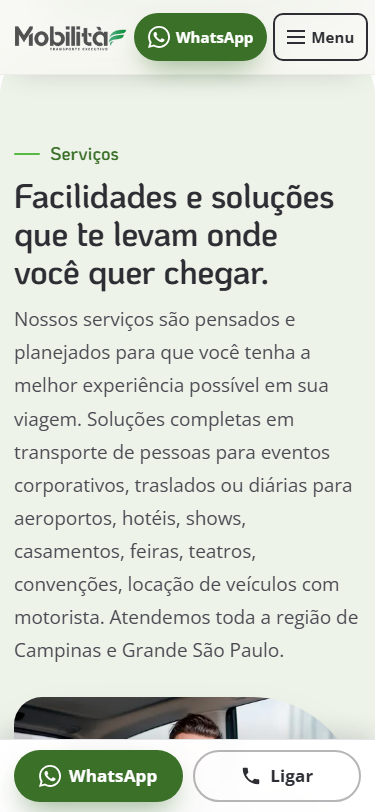 Mobilità
TRANSPORTE EXECUTIVO
WhatsApp
Menu
Serviços
Facilidades e soluções
que te levam onde
você quer chegar.
Nossos serviços são pensados e
planejados para que você tenha a
melhor experiência possível em sua
viagem. Soluções completas em
transporte de pessoas para eventos
corporativos, traslados ou diárias para
aeroportos, hotéis, shows,
casamentos, feiras, teatros,
convenções, locação de veículos com
motorista. Atendemos toda a região de
Campinas e Grande São Paulo.
WhatsApp
Ligar